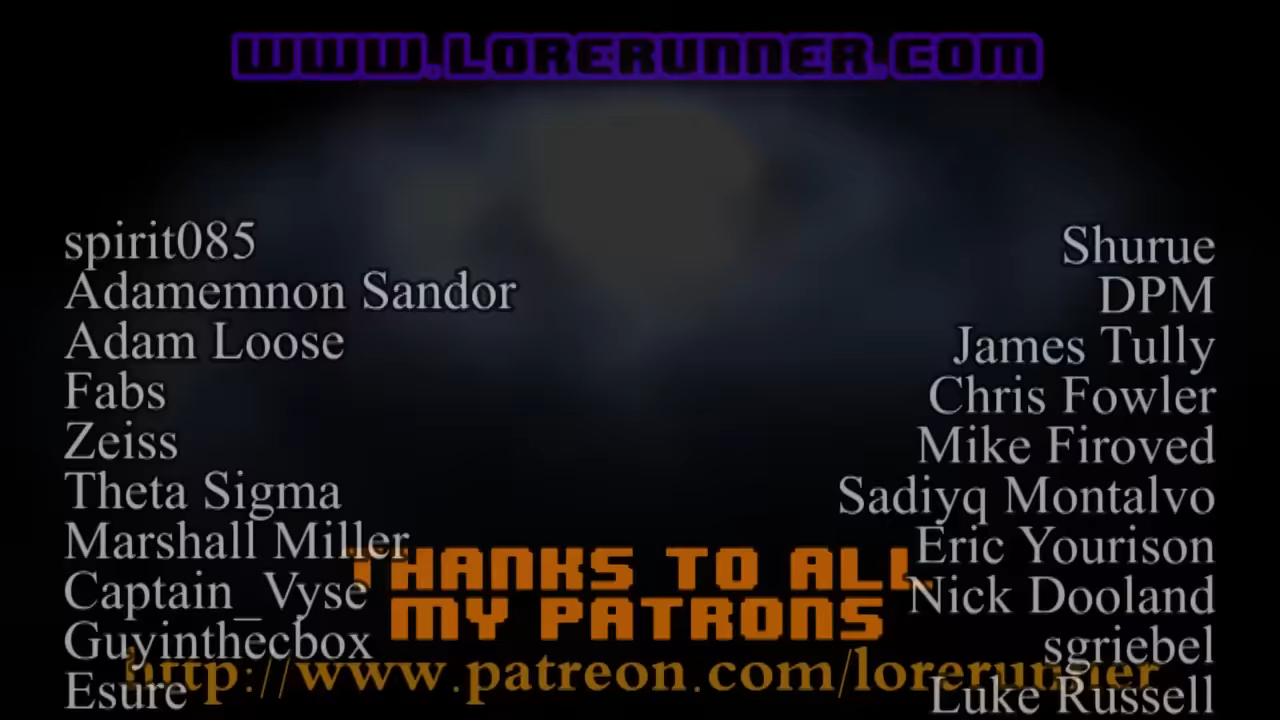 WWW.LORERUNNER.COM
spirit085
Adamemnon Sandor
Adam Loose
Fabs
Zeiss
Theta Sigma
Marshall Miller
Captain_Vyse
Guyinthecbox
Esure
Shurue
DPM
James Tully
Chris Fowler
Mike Firoved
Sadiyq Montalvo
Eric Yourison
Nick Dooland
sgriebel
Luke Russell
THANKS TO ALL
MY PATRONS
http://www.patreon.com/lorerunner